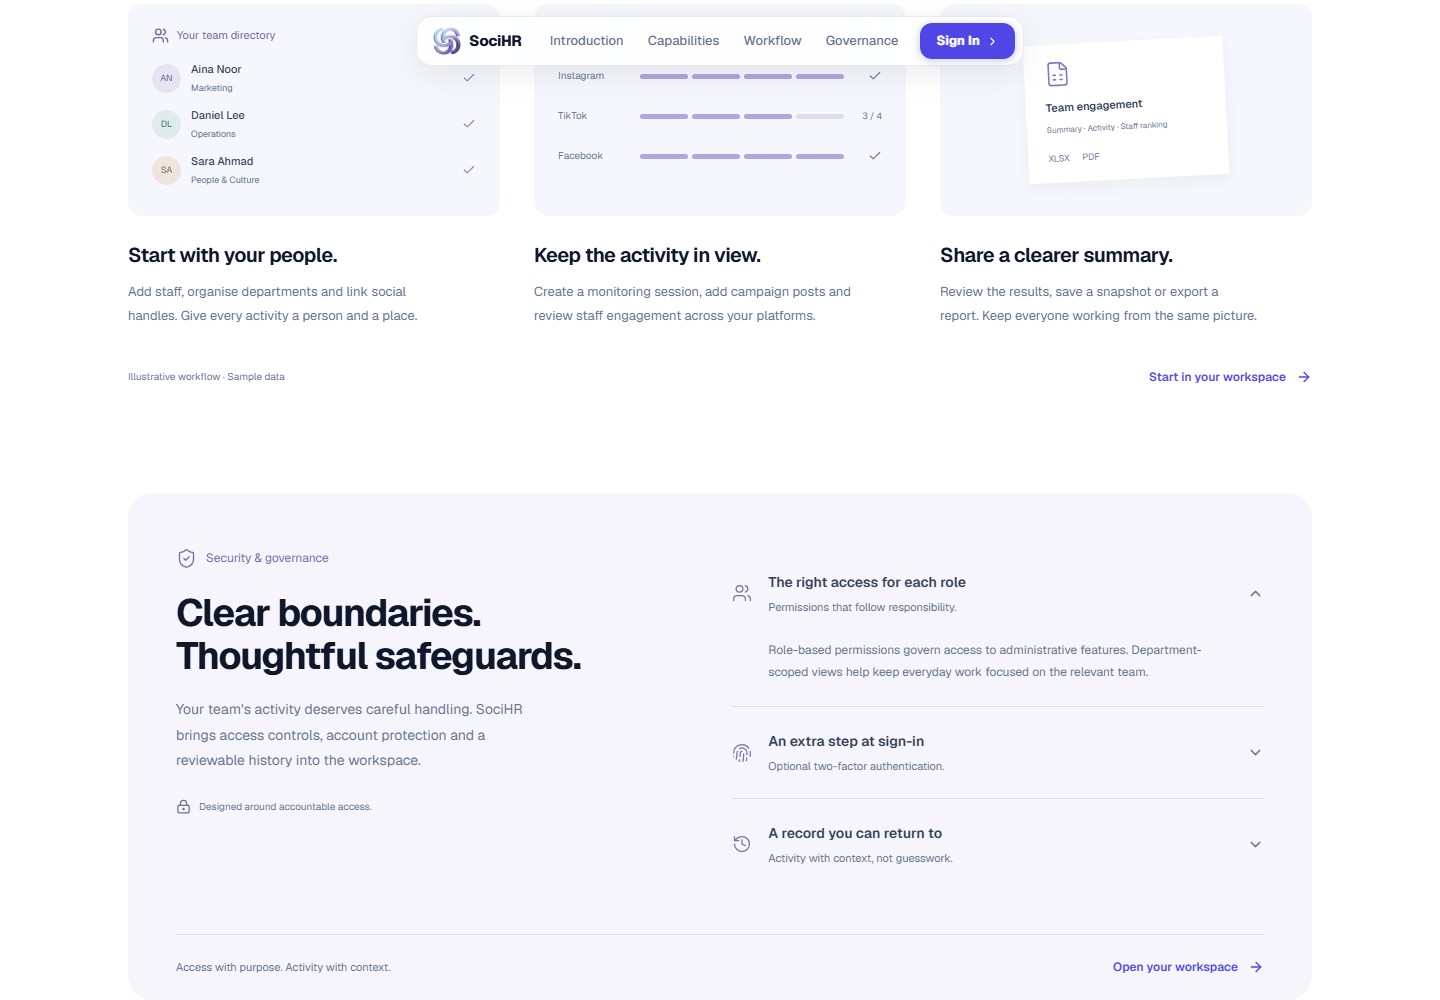 SociHR
Introduction
Capabilities
Workflow
Governance
Sign In
Your team directory
AN
Aina Noor
Marketing
DL
Daniel Lee
Operations
SA
Sara Ahmad
People & Culture
Instagram
TikTok
3 / 4
Facebook
Team engagement
Summary · Activity · Staff ranking
XLSX PDF
Start with your people.
Add staff, organise departments and link social
handles. Give every activity a person and a place.
Keep the activity in view.
Create a monitoring session, add campaign posts and
review staff engagement across your platforms.
Share a clearer summary.
Review the results, save a snapshot or export a
report. Keep everyone working from the same picture.
Illustrative workflow · Sample data
Start in your workspace
Security & governance
Clear boundaries.
Thoughtful safeguards.
Your team’s activity deserves careful handling. SociHR
brings access controls, account protection and a
reviewable history into the workspace.
Designed around accountable access.
The right access for each role
Permissions that follow responsibility.
Role-based permissions govern access to administrative features. Department-
scoped views help keep everyday work focused on the relevant team.
An extra step at sign-in
Optional two-factor authentication.
A record you can return to
Activity with context, not guesswork.
Access with purpose. Activity with context.
Open your workspace